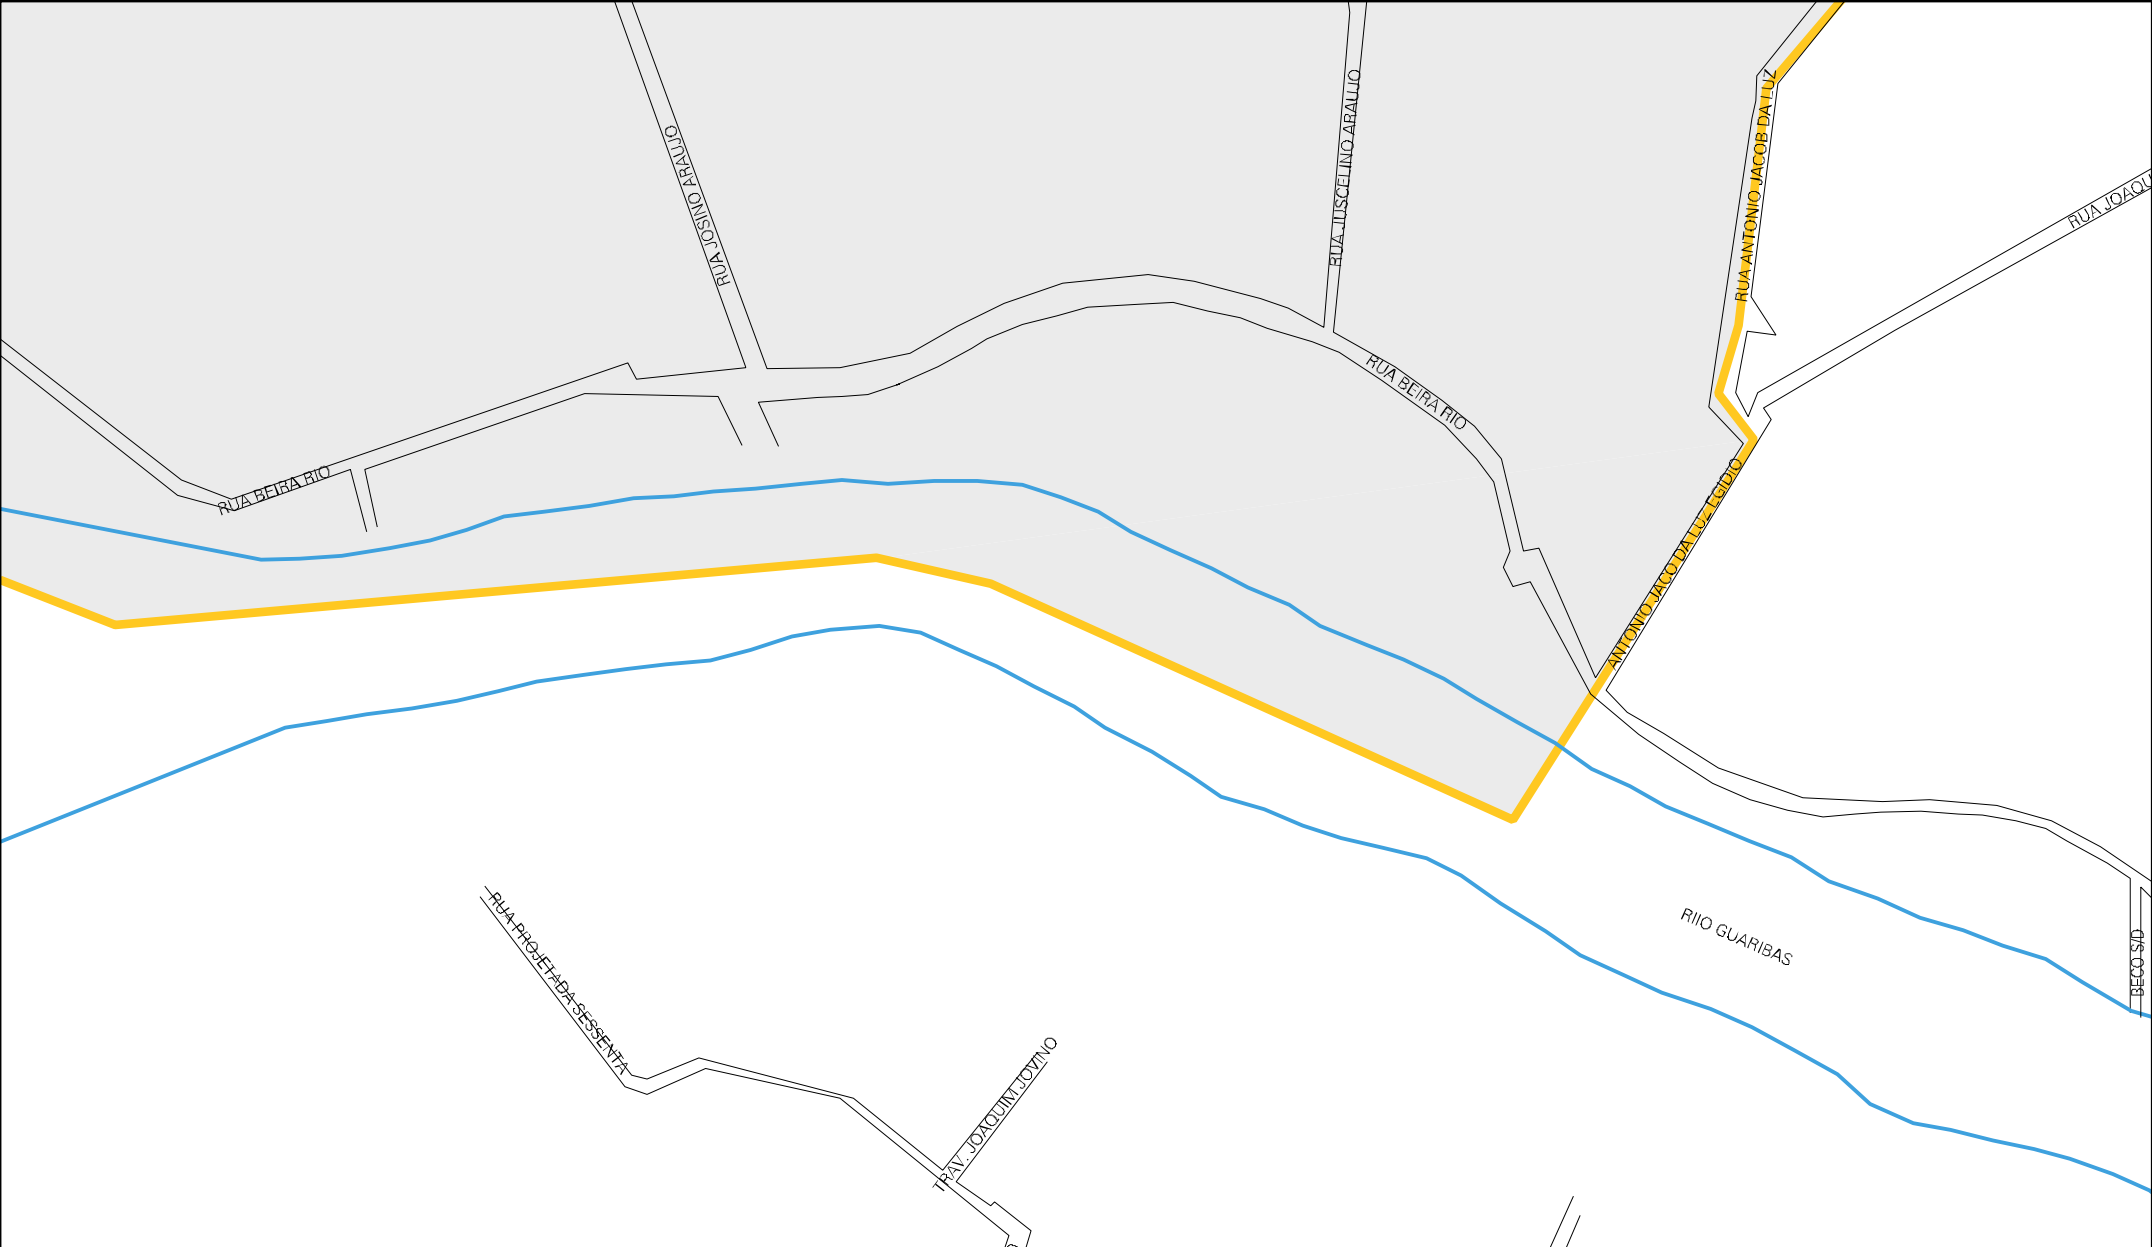 RUA JOSINO ARAUJO
RUA JUSCELINO ARAUJO
RUA ANTONIO JACOB DA LUZ
RUA JOAQU
RUA BEIRA RIO
RUA BEIRA RIO
ANTONIO JACO DA LUZ EGIDIO
RIIO GUARIBAS
BECO S/D
RUA PROJETADA SESSENTA
TRAV. JOAQUIM JOVINO